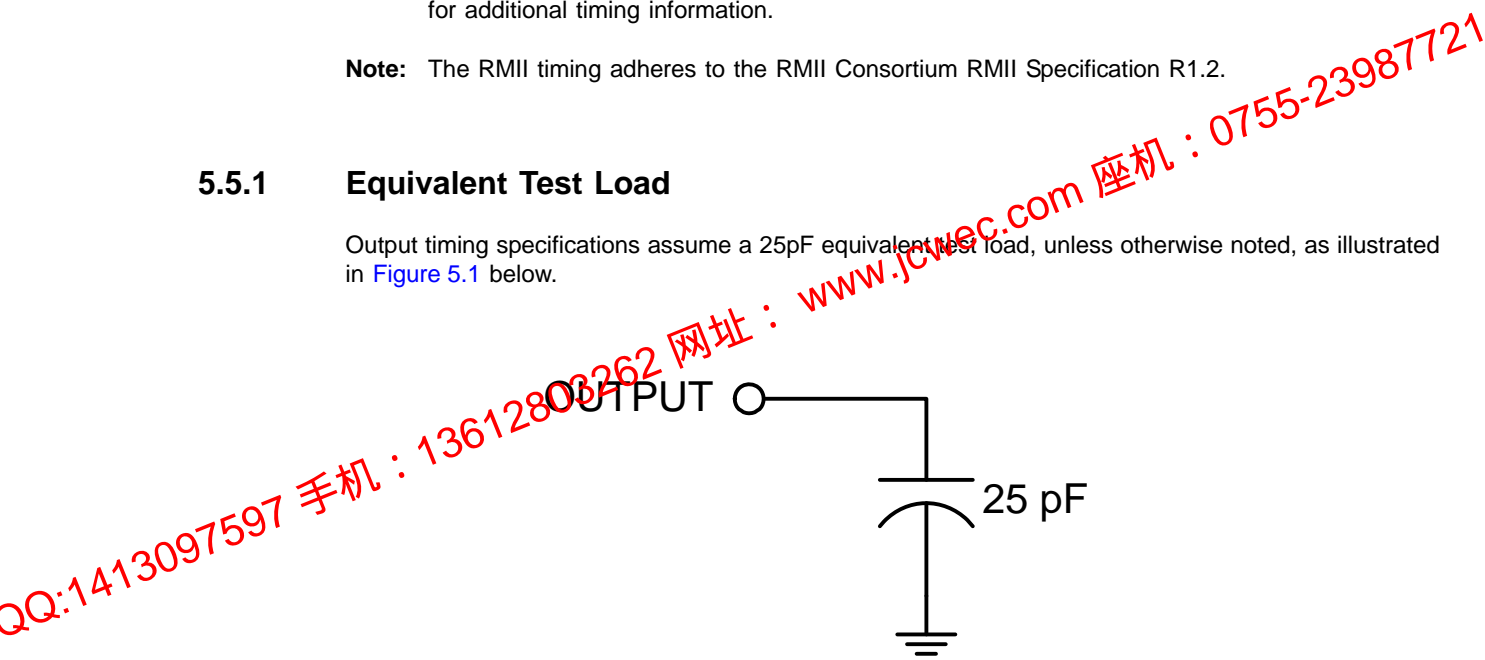 for additional timing information.
Note: The RMII timing adheres to the RMII Consortium RMII Specification R1.2.
5.5.1 Equivalent Test Load
Output timing specifications assume a 25pF equivalent test load, unless otherwise noted, as illustrated
in Figure 5.1 below.
OUTPUT
25 pF
QQ:1413097597 手机：13612803262 网址： www.jcwec.com 座机：0755-23987721